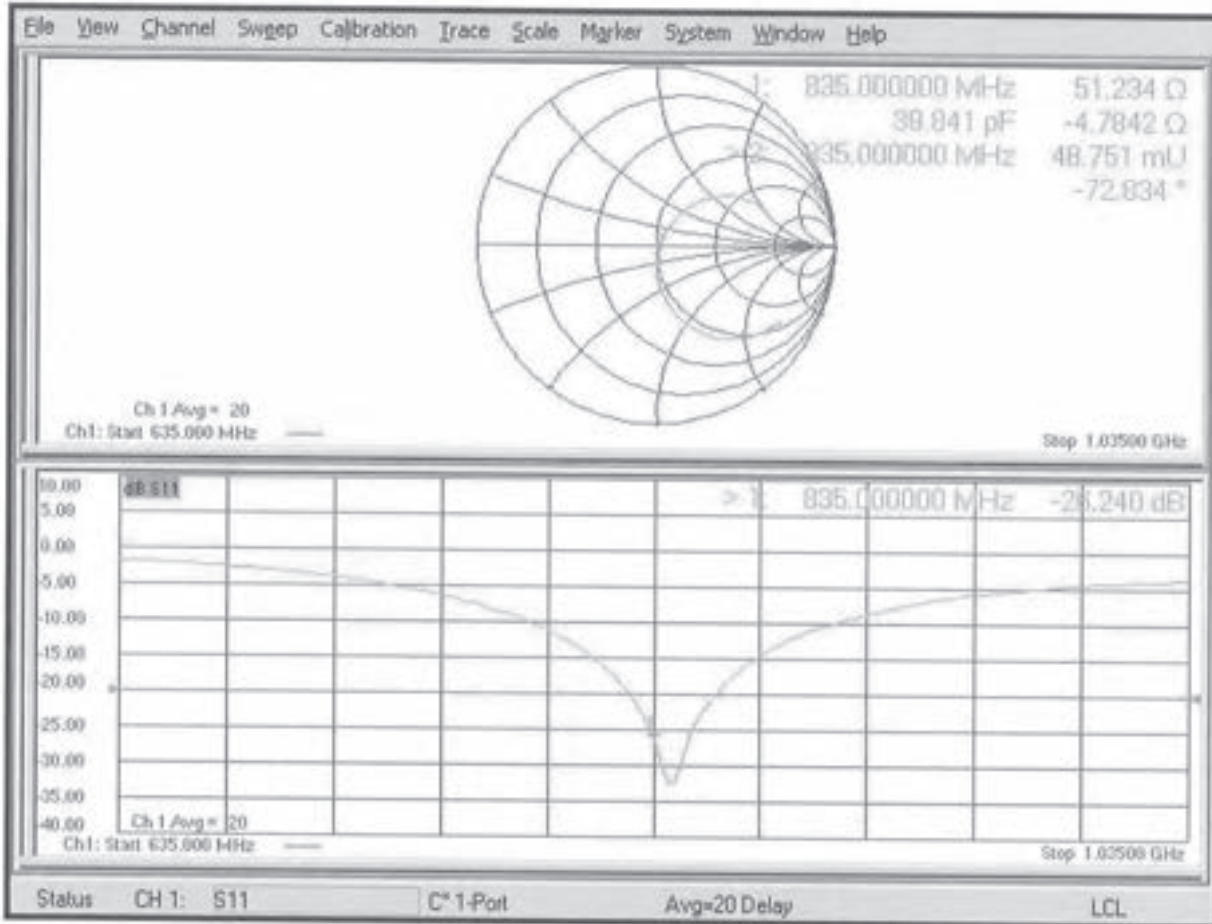 File View Channel Sweep Calibration Trace Scale Marker System Window Help
1: 835.000000 MHz 51.234 Ω
39.841 pF -4.7842 Ω
> 2: 835.000000 MHz 48.751 mU
-72.834 °
Ch 1 Avg = 20
Ch1: Start 635.000 MHz
Stop 1.03500 GHz
10.00
5.00
0.00
-5.00
-10.00
-15.00
-20.00
-25.00
-30.00
-35.00
-40.00
dB S11
> 1: 835.000000 MHz -26.240 dB
Ch 1 Avg = 20
Ch1: Start 635.000 MHz
Stop 1.03500 GHz
Status CH 1: S11 C* 1-Port Avg=20 Delay LCL